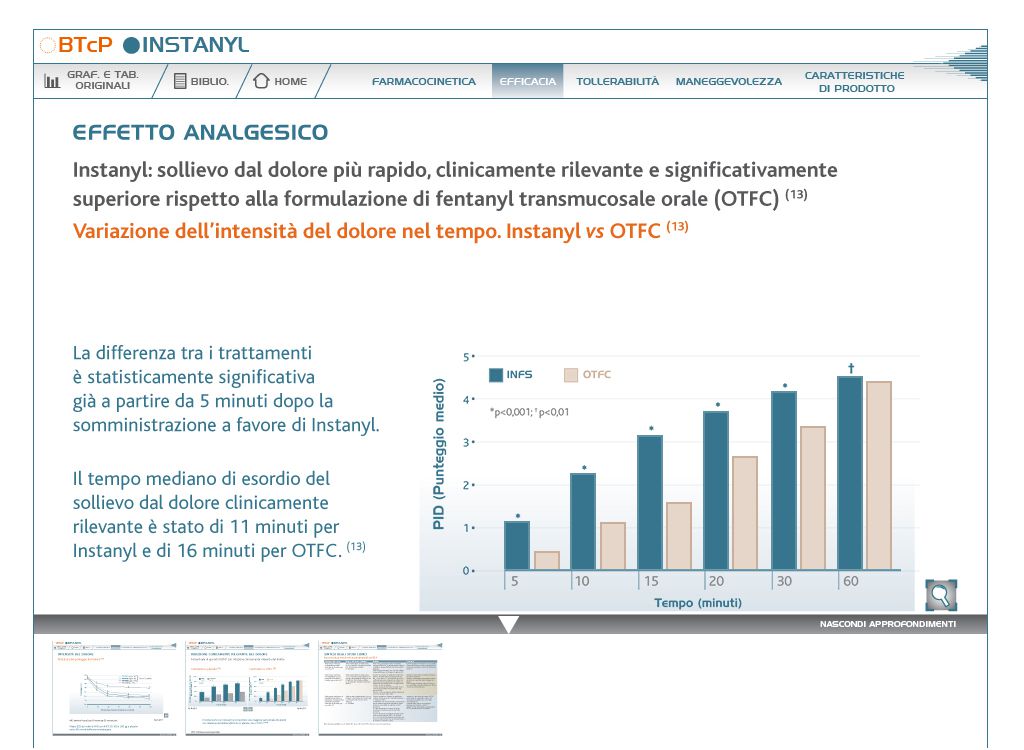 BTcP INSTANYL
GRAF. E TAB.
ORIGINALI
BIBLIO.
HOME
FARMACOCINETICA
EFFICACIA
TOLLERABILITÀ
MANEGGEVOLEZZA
CARATTERISTICHE
DI PRODOTTO
EFFETTO ANALGESICO
Instanyl: sollievo dal dolore più rapido, clinicamente rilevante e significativamente
superiore rispetto alla formulazione di fentanyl transmucosale orale (OTFC) (13)
Variazione dell'intensità del dolore nel tempo. Instanyl vs OTFC (13)
La differenza tra i trattamenti
è statisticamente significativa
già a partire da 5 minuti dopo la
somministrazione a favore di Instanyl.
Il tempo mediano di esordio del
sollievo dal dolore clinicamente
rilevante è stato di 11 minuti per
Instanyl e di 16 minuti per OTFC. (13)
PID (Punteggio medio)
5
4
3
2
1
0
INFS
OTFC
*p<0,001; †p<0,01
* * * * * †
5 10 15 20 30 60
Tempo (minuti)
NASCONDI APPROFONDIMENTI